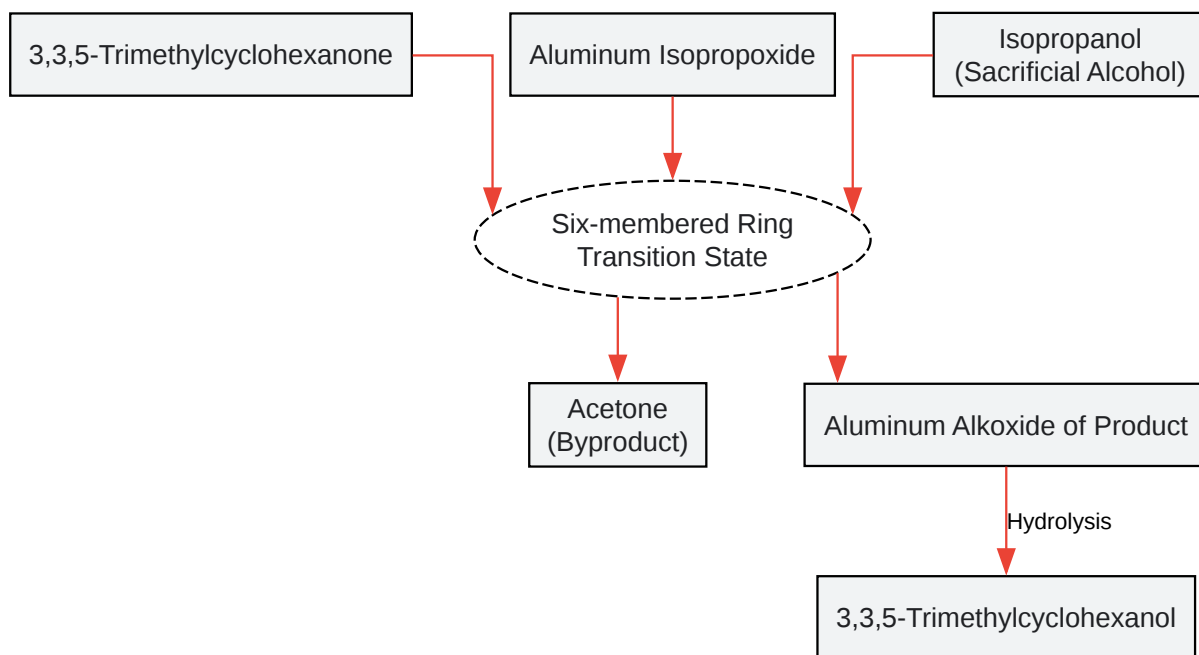 3,3,5-Trimethylcyclohexanone
Aluminum Isopropoxide
Isopropanol
(Sacrificial Alcohol)
Six-membered Ring
Transition State
Acetone
(Byproduct)
Aluminum Alkoxide of Product
Hydrolysis
3,3,5-Trimethylcyclohexanol